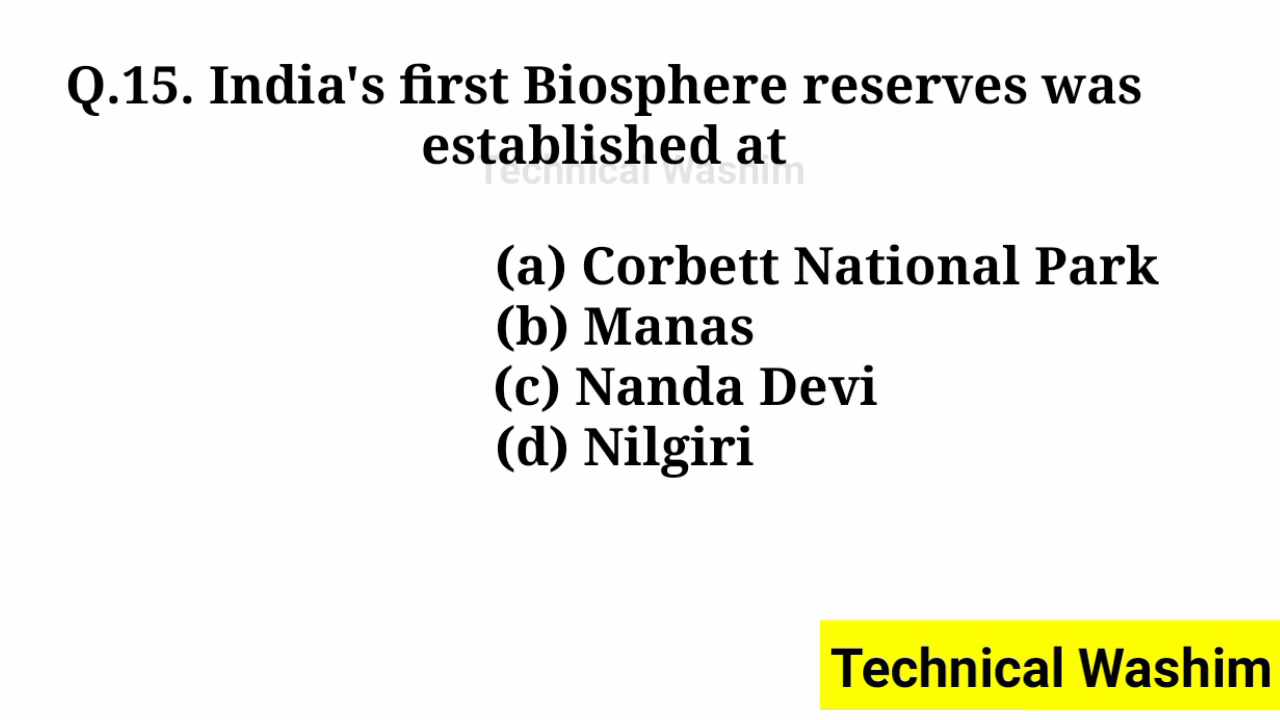 Q.15. India's first Biosphere reserves was
established at
Technical Washim
(a) Corbett National Park
(b) Manas
(c) Nanda Devi
(d) Nilgiri
Technical Washim